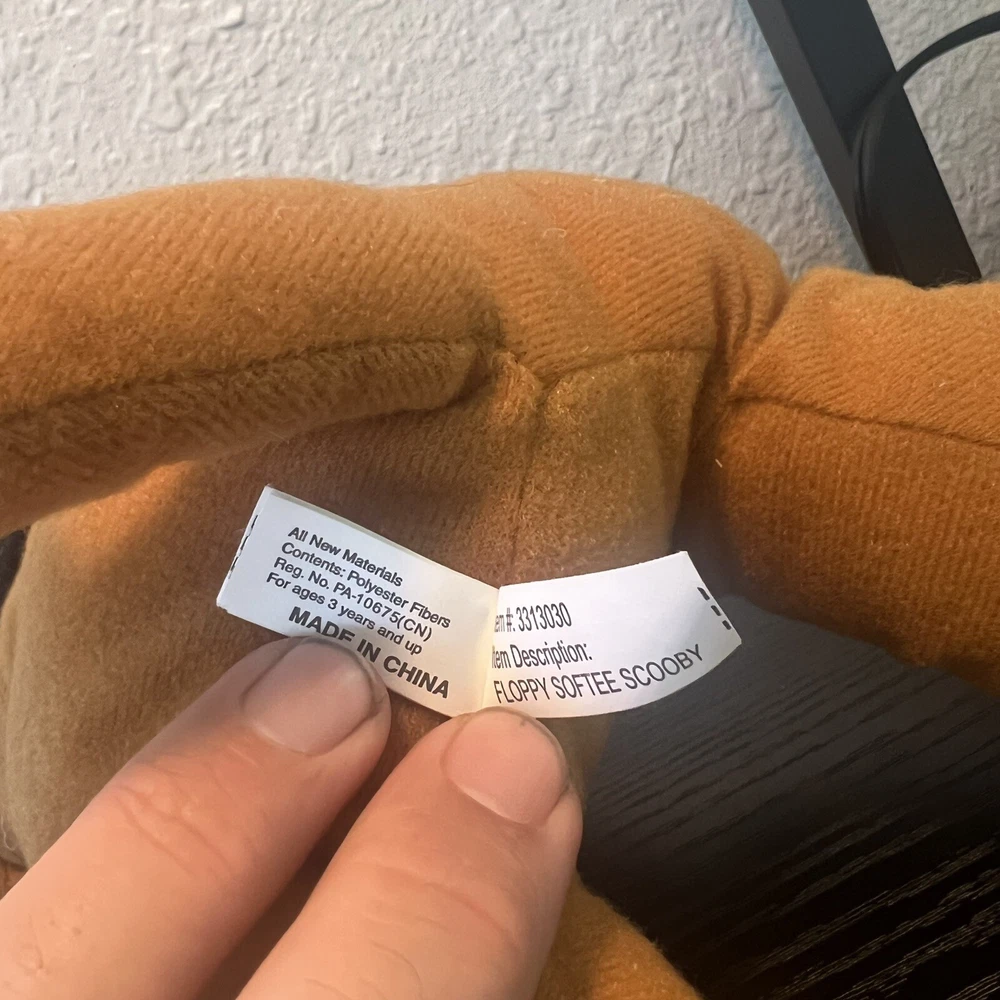 All New Materials
Contents: Polyester Fibers
Reg. No. PA-10675(CN)
For ages 3 years and up
MADE IN CHINA
em #: 3313030
Item Description:
FLOPPY SOFTEE SCOOBY